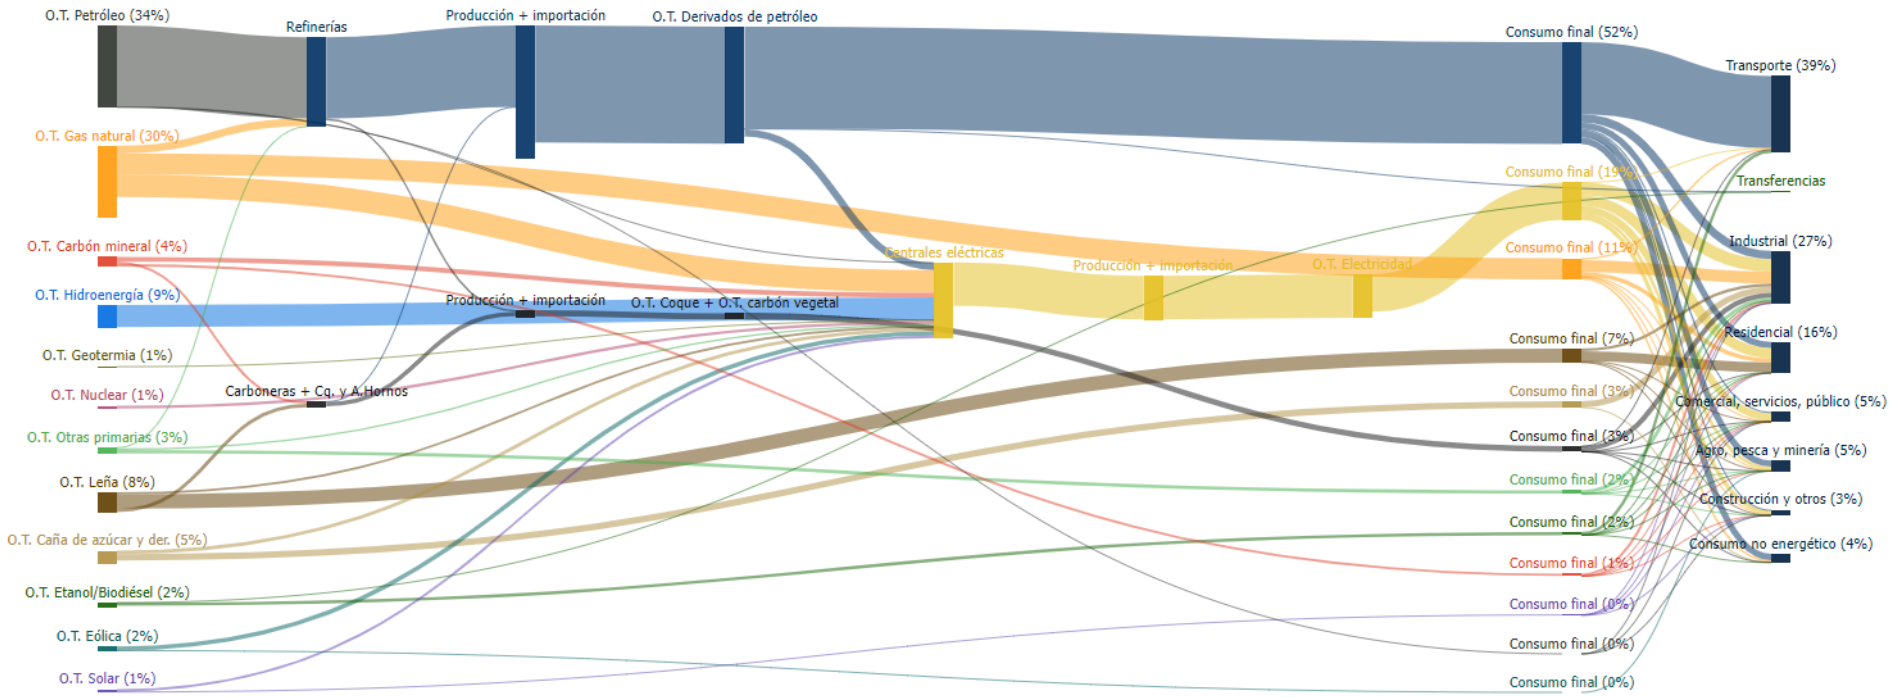 O.T. Petróleo (34%)
Refinerías
Producción + importación
O.T. Derivados de petróleo
Consumo final (52%)
Transporte (39%)
O.T. Gas natural (30%)
Consumo final (19%)
Transferencias
O.T. Carbón mineral (4%)
Centrales eléctricas
Producción + importación
O.T. Electricidad
Consumo final (11%)
Industrial (27%)
O.T. Hidroenergía (9%)
Producción + importación
O.T. Coque + O.T. carbón vegetal
Consumo final (7%)
Residencial (16%)
O.T. Geotermia (1%)
O.T. Nuclear (1%)
Carboneras + Cq. y A.Hornos
Consumo final (3%)
Comercial, servicios, público (5%)
O.T. Otras primarias (3%)
Consumo final (3%)
Agro, pesca y minería (5%)
O.T. Leña (8%)
Consumo final (2%)
Construcción y otros (3%)
O.T. Caña de azúcar y der. (5%)
Consumo final (2%)
Consumo no energético (4%)
O.T. Etanol/Biodiésel (2%)
Consumo final (1%)
O.T. Eólica (2%)
Consumo final (0%)
Consumo final (0%)
O.T. Solar (1%)
Consumo final (0%)